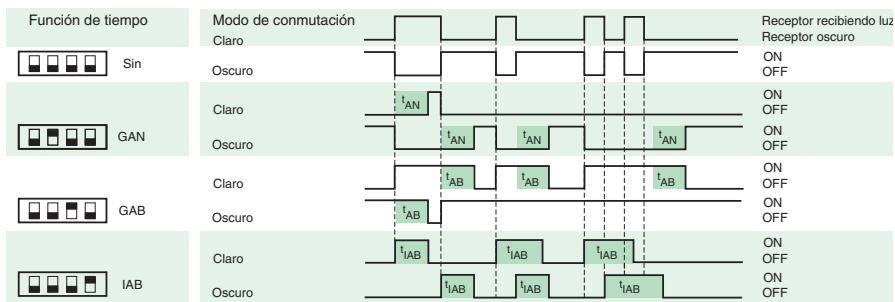 Función de tiempo
Modo de conmutación
Claro
Receptor recibiendo luz
Receptor oscuro
Sin
Oscuro
ON
OFF
Claro
tAN
ON
OFF
GAN
Oscuro
tAN
tAN
tAN
ON
OFF
Claro
tAB
tAB
tAB
ON
OFF
GAB
Oscuro
tAB
ON
OFF
Claro
tIAB
tIAB
tIAB
ON
OFF
IAB
Oscuro
tIAB
tIAB
tIAB
ON
OFF